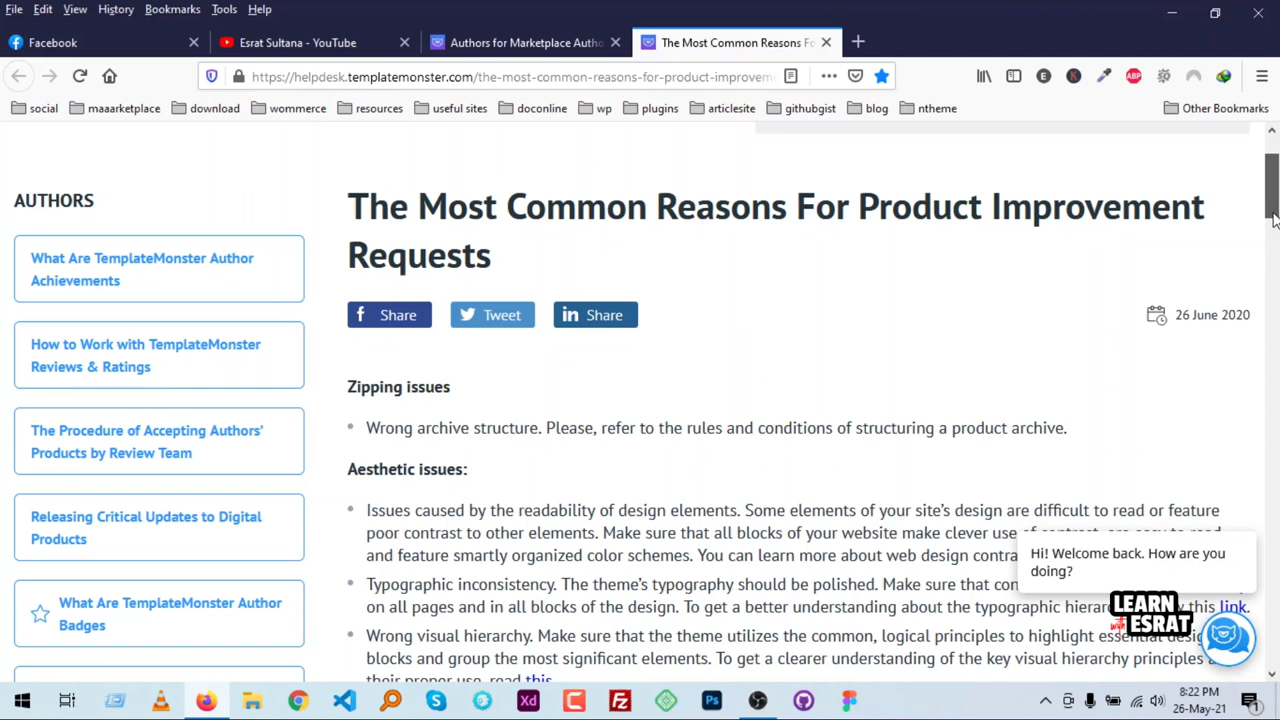 File Edit View History Bookmarks Tools Help
Facebook
Esrat Sultana - YouTube
Authors for Marketplace Autho
The Most Common Reasons Fo
https://helpdesk.templatemonster.com/the-most-common-reasons-for-product-improveme
social maaarketplace download wommerce resources useful sites doconline wp plugins articlesite githubgist blog ntheme Other Bookmarks
AUTHORS
What Are TemplateMonster Author
Achievements
How to Work with TemplateMonster
Reviews & Ratings
The Procedure of Accepting Authors'
Products by Review Team
Releasing Critical Updates to Digital
Products
What Are TemplateMonster Author
Badges
The Most Common Reasons For Product Improvement
Requests
Share Tweet Share
26 June 2020
Zipping issues
Wrong archive structure. Please, refer to the rules and conditions of structuring a product archive.
Aesthetic issues:
Issues caused by the readability of design elements. Some elements of your site's design are difficult to read or feature
poor contrast to other elements. Make sure that all blocks of your website make clever use
and feature smartly organized color schemes. You can learn more about web design contra
Typographic inconsistency. The theme's typography should be polished. Make sure that con
on all pages and in all blocks of the design. To get a better understanding about the typographic hierar this link.
Wrong visual hierarchy. Make sure that the theme utilizes the common, logical principles to highlight essential
blocks and group the most significant elements. To get a clearer understanding of the key visual hierarchy principles
their proper use, read this
Hi! Welcome back. How are you
doing?
LEARN
with ESRAT
8:22 PM
26-May-21